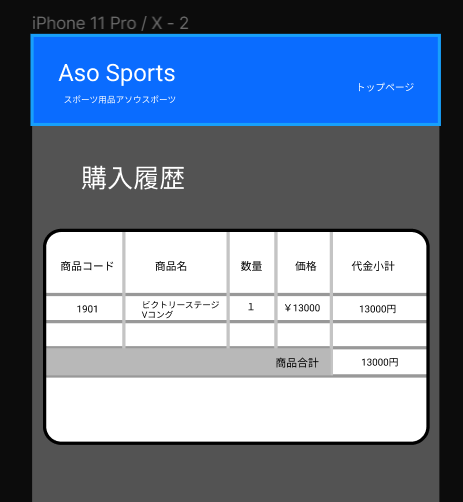 iPhone 11 Pro / X - 2
Aso Sports
スポーツ用品アソウスポーツ
トップページ
購入履歴
商品コード 商品名 数量 価格 代金小計
1901 ビクトリーステージ 1 ￥13000 13000円
Vコング
商品合計 13000円